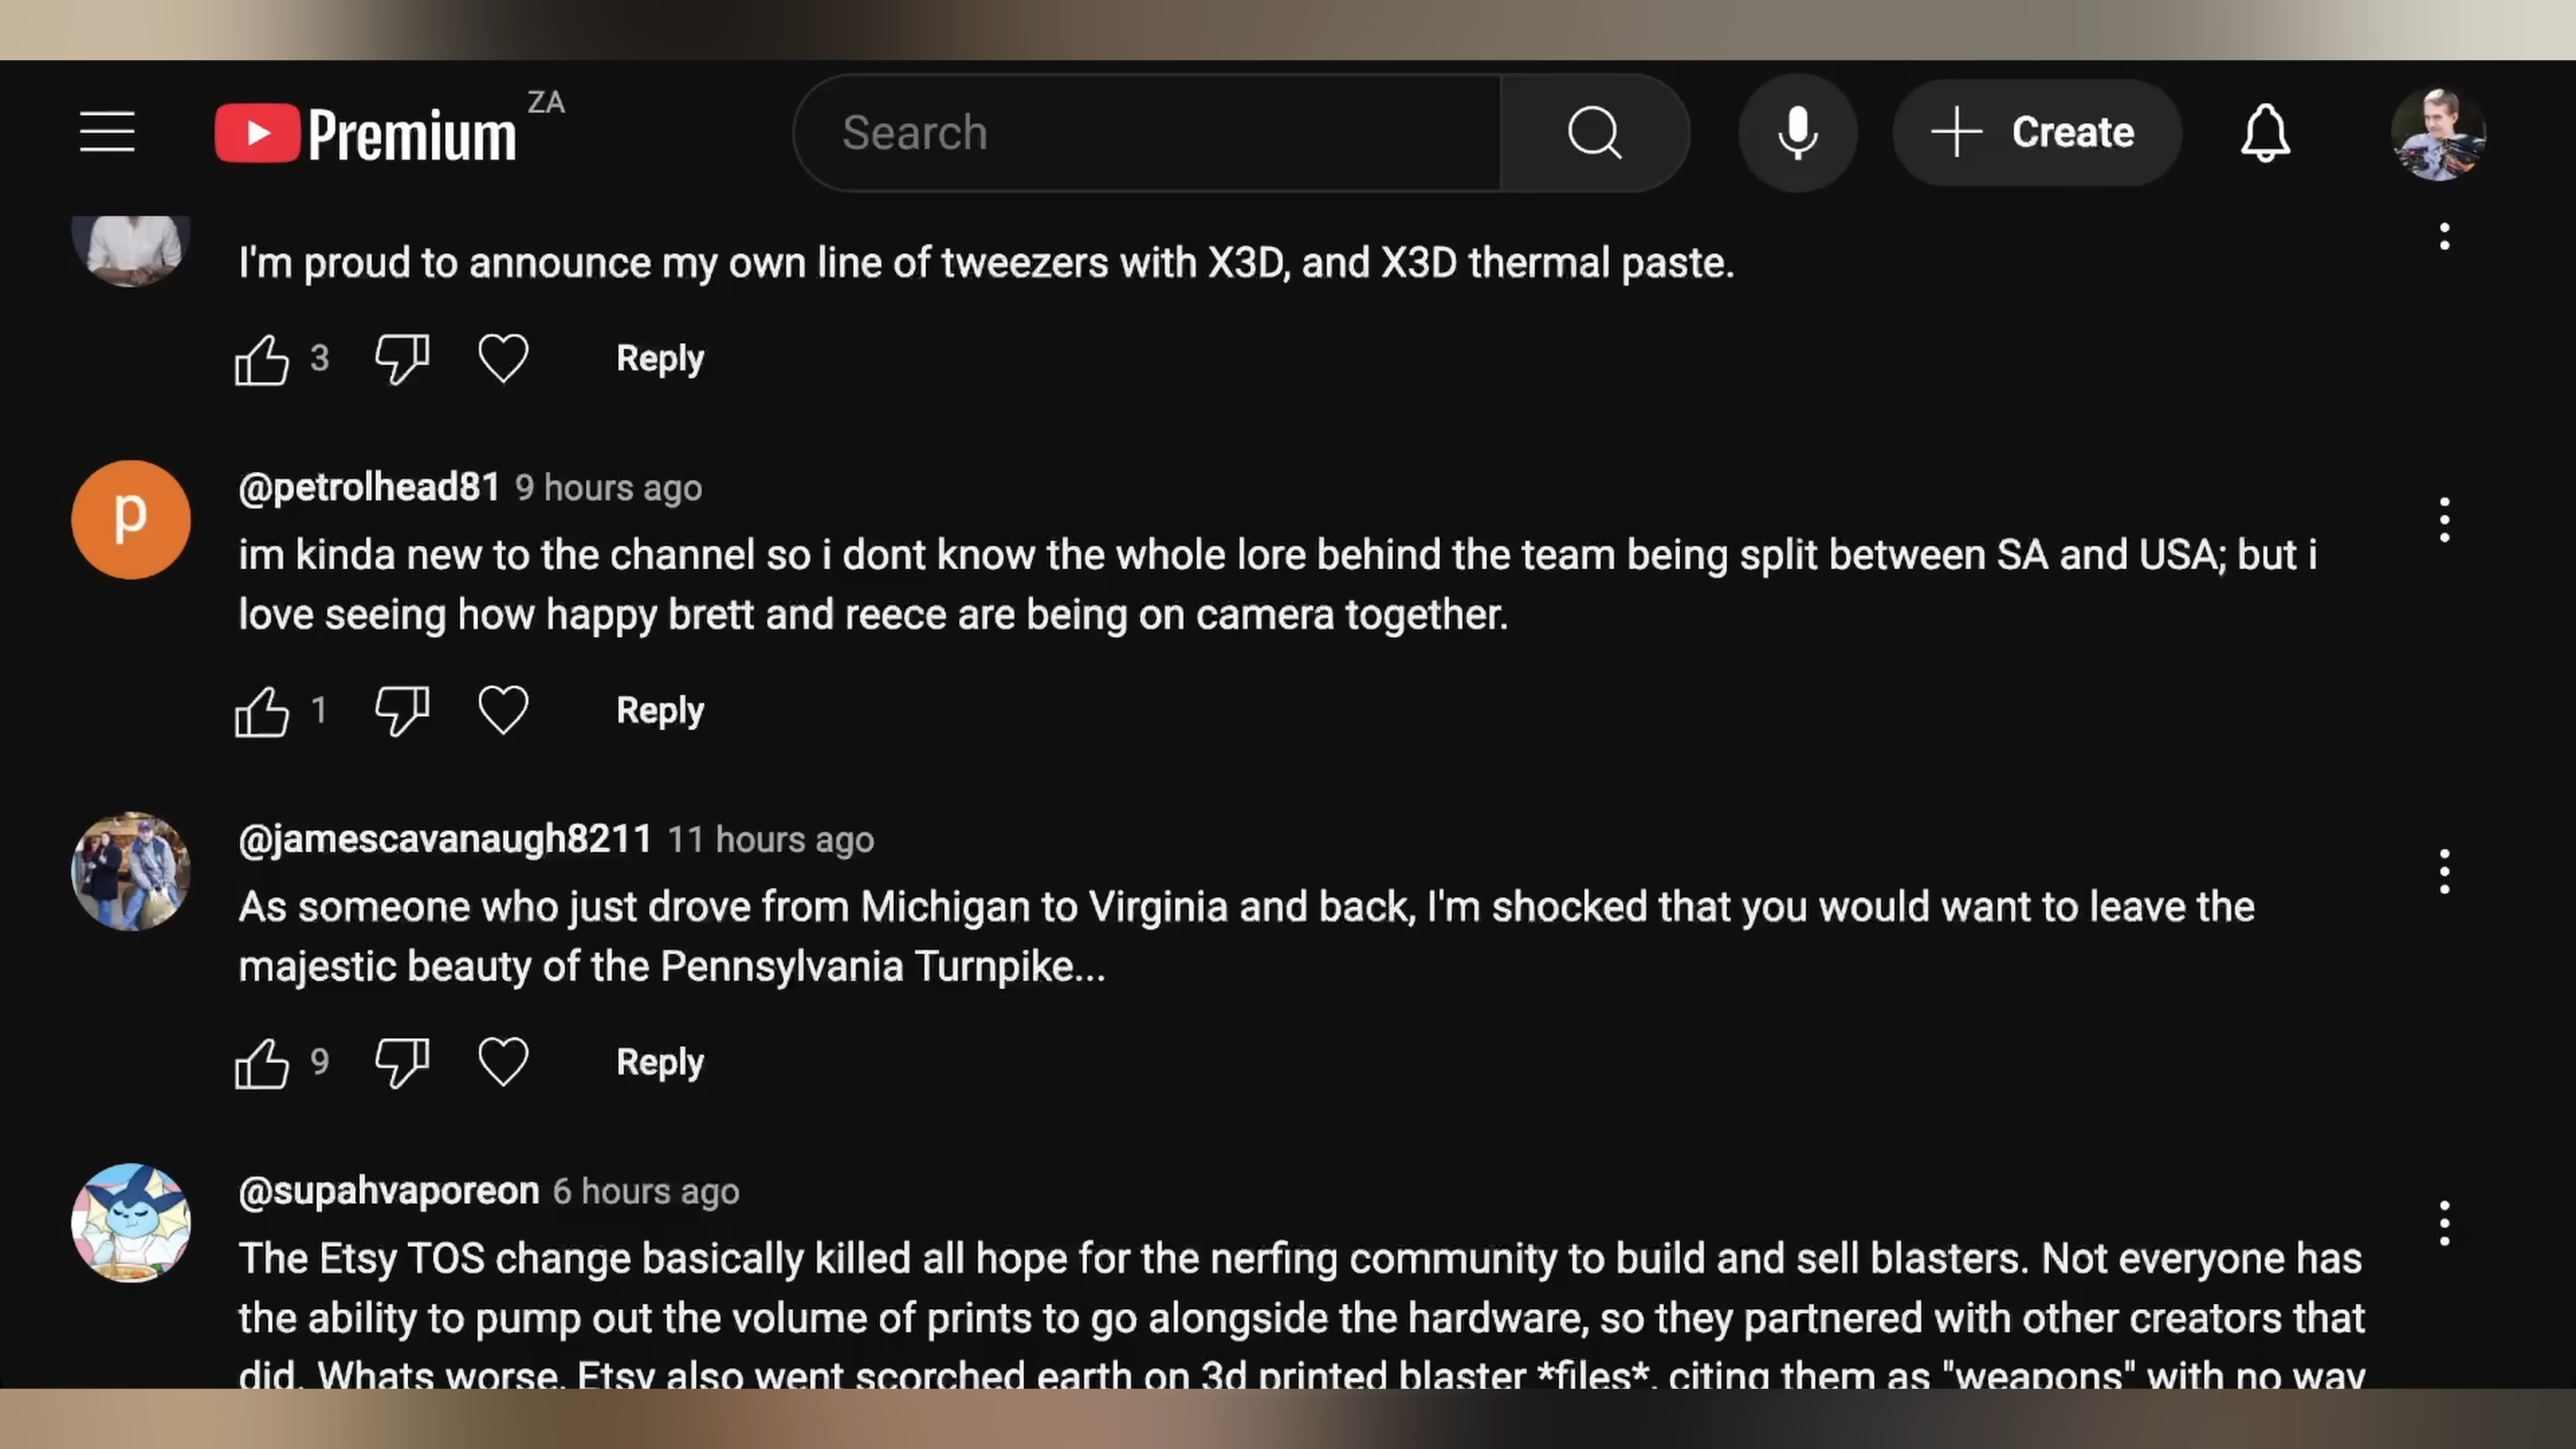 Premium ZA
Search
Create
I'm proud to announce my own line of tweezers with X3D, and X3D thermal paste.
3 Reply
p
@petrolhead81 9 hours ago
im kinda new to the channel so i dont know the whole lore behind the team being split between SA and USA; but i
love seeing how happy brett and reece are being on camera together.
1 Reply
@jamescavanaugh8211 11 hours ago
As someone who just drove from Michigan to Virginia and back, I'm shocked that you would want to leave the
majestic beauty of the Pennsylvania Turnpike...
9 Reply
@supahvaporeon 6 hours ago
The Etsy TOS change basically killed all hope for the nerfing community to build and sell blasters. Not everyone has
the ability to pump out the volume of prints to go alongside the hardware, so they partnered with other creators that
did. Whats worse, Etsy also went scorched earth on 3d printed blaster *files*, citing them as "weapons" with no way